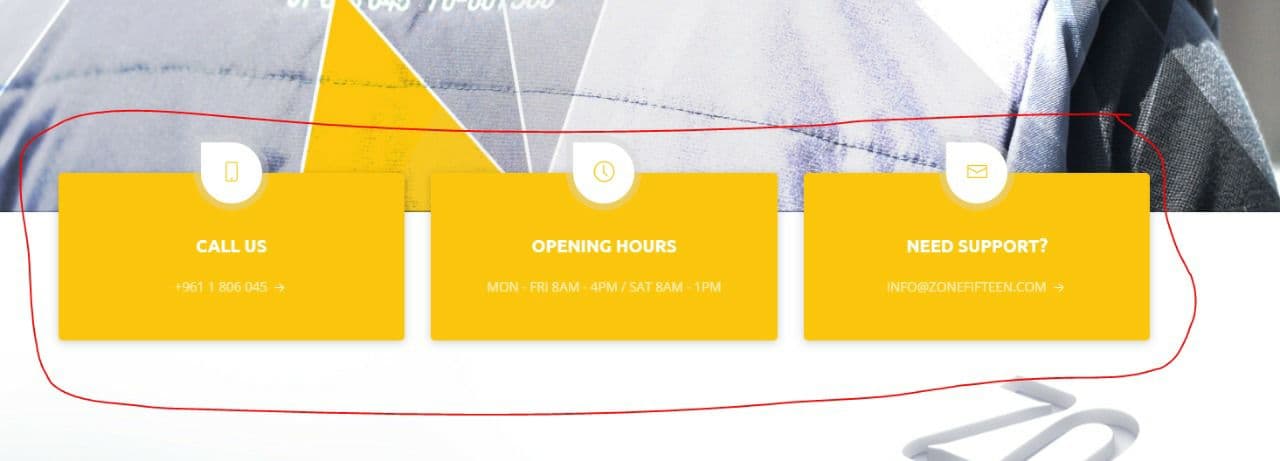 CALL US
+961 1 806 045 →
OPENING HOURS
MON - FRI 8AM - 4PM / SAT 8AM - 1PM
NEED SUPPORT?
INFO@ZONEFIFTEEN.COM →